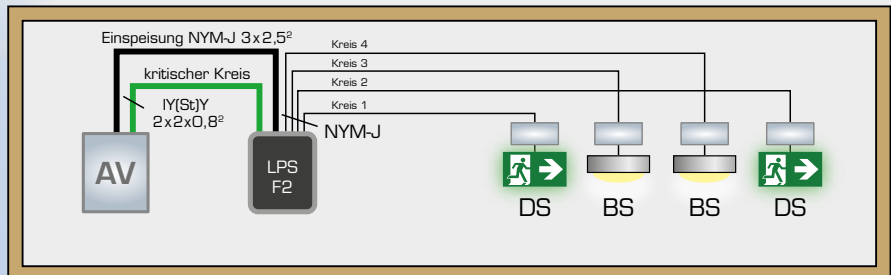 Einspeisung NYM-J 3x2,5²
kritischer Kreis
IY(St)Y
2x2x0,8²
AV
LPS
F2
NYM-J
Kreis 4
Kreis 3
Kreis 2
Kreis 1
DS
BS
BS
DS